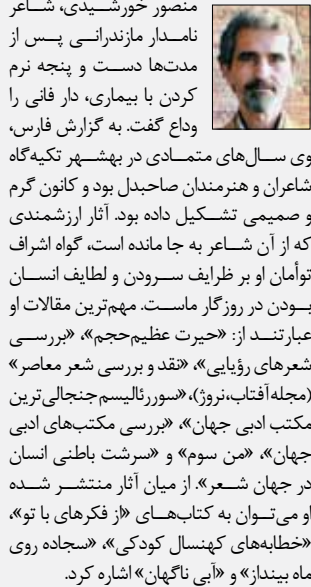 منصور خورشیدی، شاعر
نامدار مازندرانی پس از
مدت‌ها دست و پنجه نرم
کردن با بیماری، دار فانی را
وداع گفت. به گزارش فارس،
وی سال‌های متمادی در بهشهر تکیه‌گاه
شاعران و هنرمندان صاحبدل بود و کانون گرم
و صمیمی تشکیل داده بود. آثار ارزشمندی
که از آن شاعر به جا مانده است، گواه اشراف
توأمان او بر ظرایف سرودن و لطایف انسان
بودن در روزگار ماست. مهم‌ترین مقالات او
عبارتند از: «حیرت عظیم‌حجم»، «بررسی
شعرهای رؤیایی»، «نقد و بررسی شعر معاصر»
(مجله آفتاب،نروژ)،«سوررئالیسم جنجالی‌ترین
مکتب ادبی جهان»، «بررسی مکتب‌های ادبی
جهان»، «من سوم» و «سرشت باطنی انسان
در جهان شعر». از میان آثار منتشر شده
او می‌توان به کتاب‌های «از فکرهای با تو»،
«خطابه‌های کهنسال کودکی»، «سجاده روی
ماه بینداز» و «آبی ناگهان» اشاره کرد.